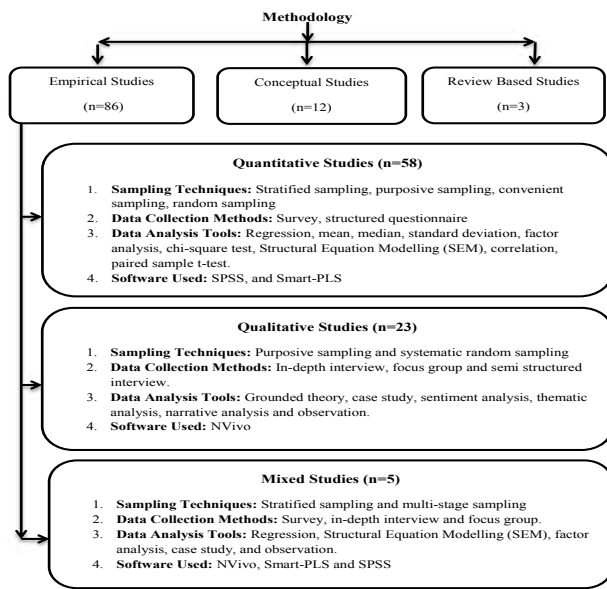 Methodology
Empirical Studies
(n=86)
Conceptual Studies
(n=12)
Review Based Studies
(n=3)
Quantitative Studies (n=58)
1. Sampling Techniques: Stratified sampling, purposive sampling, convenient
sampling, random sampling
2. Data Collection Methods: Survey, structured questionnaire
3. Data Analysis Tools: Regression, mean, median, standard deviation, factor
analysis, chi-square test, Structural Equation Modelling (SEM), correlation,
paired sample t-test.
4. Software Used: SPSS, and Smart-PLS
Qualitative Studies (n=23)
1. Sampling Techniques: Purposive sampling and systematic random sampling
2. Data Collection Methods: In-depth interview, focus group and semi structured
interview.
3. Data Analysis Tools: Grounded theory, case study, sentiment analysis, thematic
analysis, narrative analysis and observation.
4. Software Used: NVivo
Mixed Studies (n=5)
1. Sampling Techniques: Stratified sampling and multi-stage sampling
2. Data Collection Methods: Survey, in-depth interview and focus group.
3. Data Analysis Tools: Regression, Structural Equation Modelling (SEM), factor
analysis, case study, and observation.
4. Software Used: NVivo, Smart-PLS and SPSS